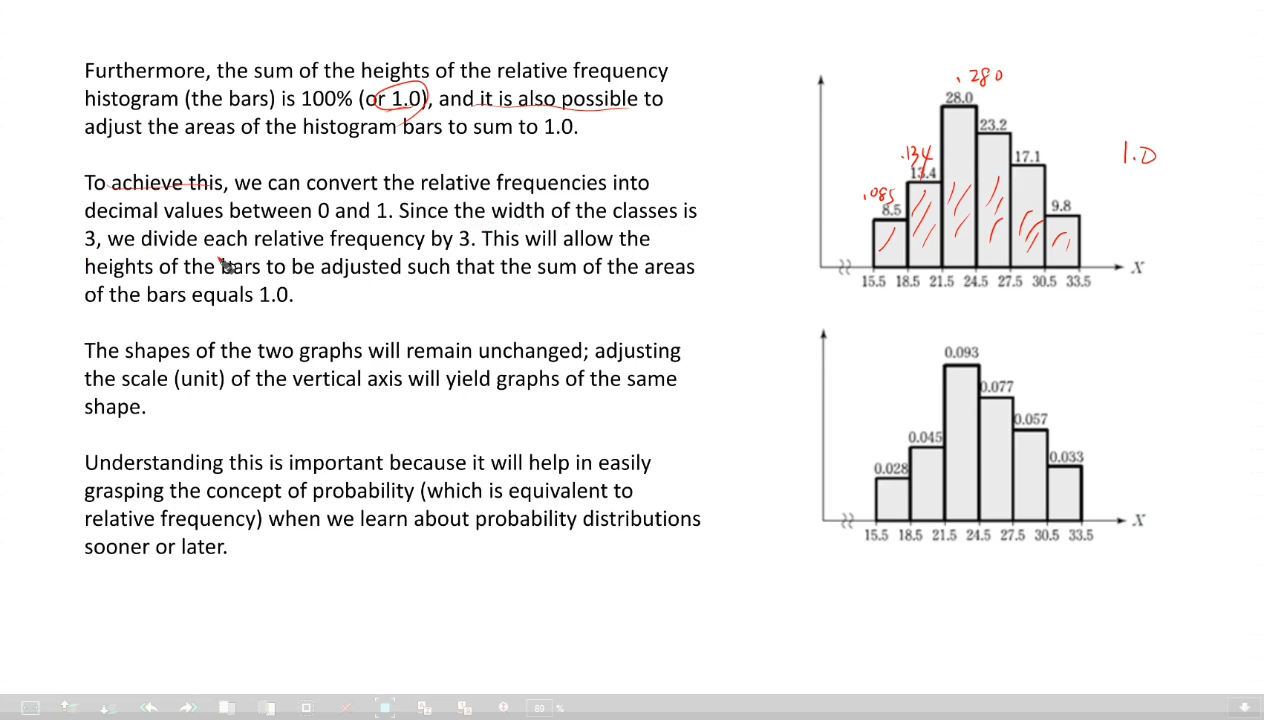 Furthermore, the sum of the heights of the relative frequency
histogram (the bars) is 100% (or 1.0), and it is also possible to
adjust the areas of the histogram bars to sum to 1.0.
To achieve this, we can convert the relative frequencies into
decimal values between 0 and 1. Since the width of the classes is
3, we divide each relative frequency by 3. This will allow the
heights of the bars to be adjusted such that the sum of the areas
of the bars equals 1.0.
The shapes of the two graphs will remain unchanged; adjusting
the scale (unit) of the vertical axis will yield graphs of the same
shape.
Understanding this is important because it will help in easily
grasping the concept of probability (which is equivalent to
relative frequency) when we learn about probability distributions
sooner or later.
.280
28.0
23.2
.134
17.1
1.0
13.4
.085
8.5
9.8
X
15.5 18.5 21.5 24.5 27.5 30.5 33.5
0.093
0.077
0.057
0.045
0.033
0.028
X
15.5 18.5 21.5 24.5 27.5 30.5 33.5
89 %